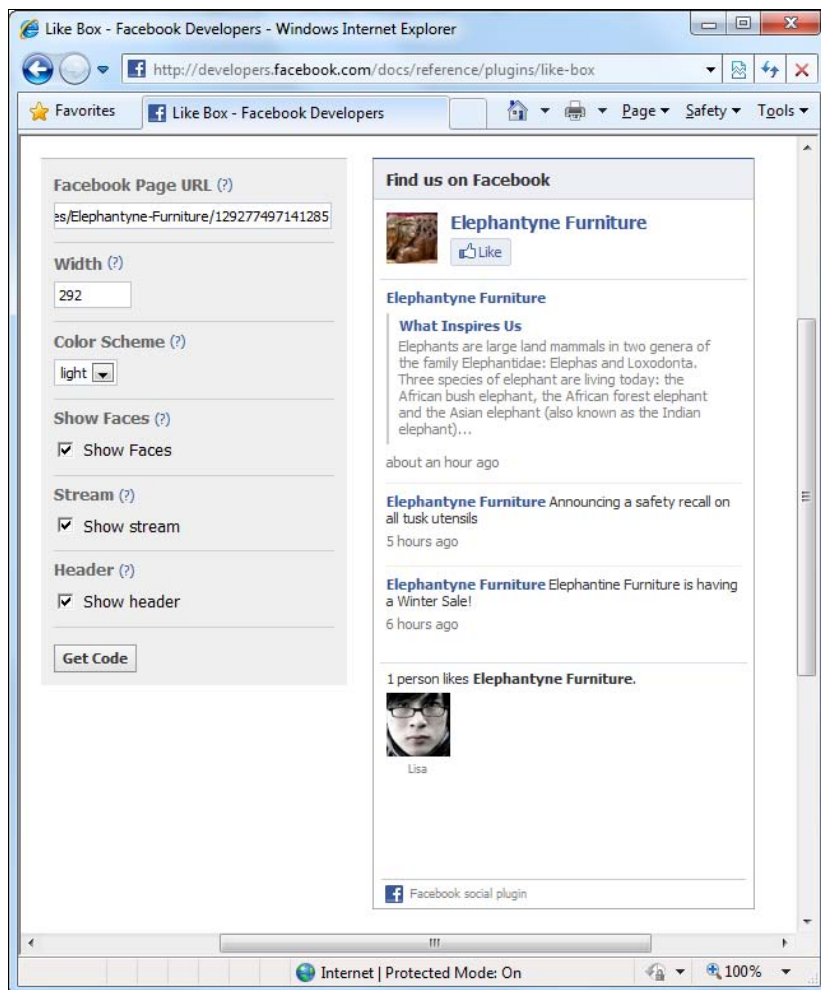 Like Box - Facebook Developers - Windows Internet Explorer
http://developers.facebook.com/docs/reference/plugins/like-box
Favorites
Like Box - Facebook Developers
Page
Safety
Tools
Facebook Page URL (?)
es/Elephantyne-Furniture/129277497141285
Width (?)
292
Color Scheme (?)
light
Show Faces (?)
Show Faces
Stream (?)
Show stream
Header (?)
Show header
Get Code
Find us on Facebook
Elephantyne Furniture
Like
Elephantyne Furniture
What Inspires Us
Elephants are large land mammals in two genera of
the family Elephantidae: Elephas and Loxodonta.
Three species of elephant are living today: the
African bush elephant, the African forest elephant
and the Asian elephant (also known as the Indian
elephant)...
about an hour ago
Elephantyne Furniture Announcing a safety recall on
all tusk utensils
5 hours ago
Elephantyne Furniture Elephantine Furniture is having
a Winter Sale!
6 hours ago
1 person likes Elephantyne Furniture.
Lisa
Facebook social plugin
Internet | Protected Mode: On
100%